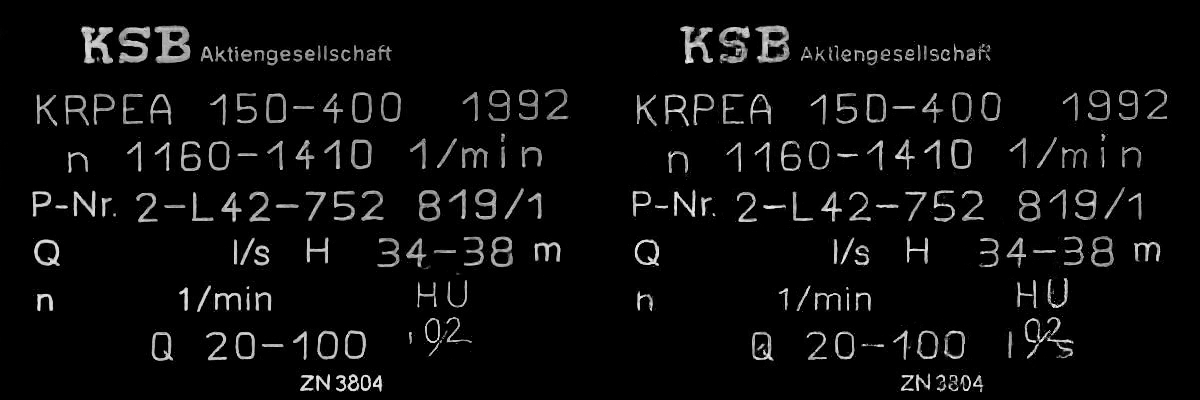 KSB Aktiengesellschaft
KRPEA 150-400 1992
n 1160-1410 1/min
P-Nr. 2-L42-752 819/1
Q l/s H 34-38 m
n 1/min HU
Q 20-100 92
ZN 3804
KSB Aktiengesellschaft
KRPEA 150-400 1992
n 1160-1410 1/min
P-Nr. 2-L42-752 819/1
Q l/s H 34-38 m
n 1/min HU
Q 20-100 l/s 92
ZN 3804